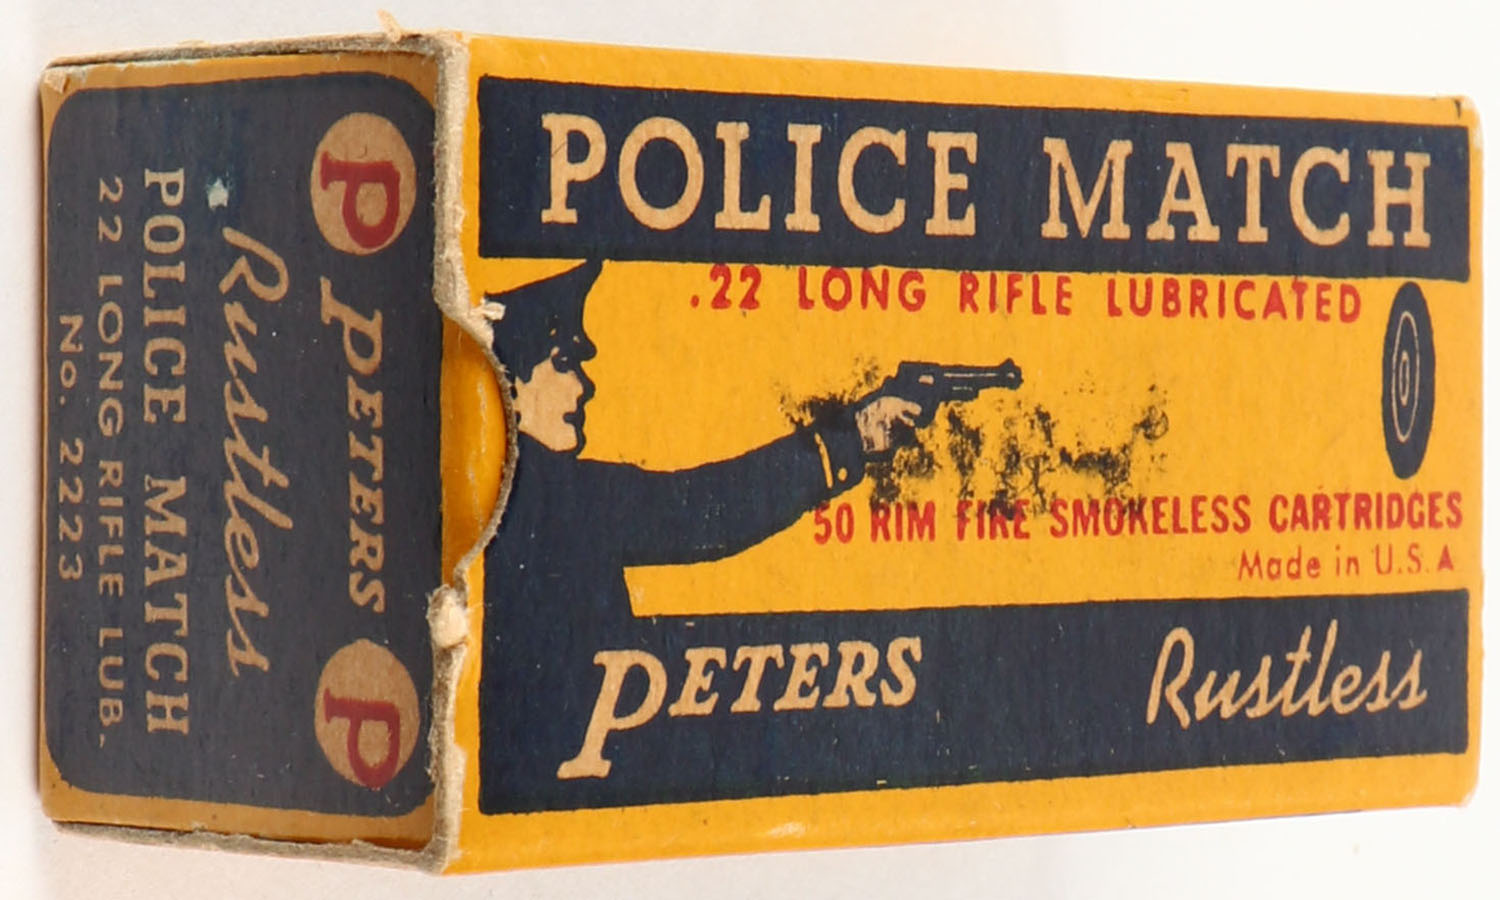 POLICE MATCH
.22 LONG RIFLE LUBRICATED
50 RIM FIRE SMOKELESS CARTRIDGES
Made in U.S.A
PETERS Rustless
P PETERS P
Rustless
POLICE MATCH
22 LONG RIFLE LUB.
No. 2223